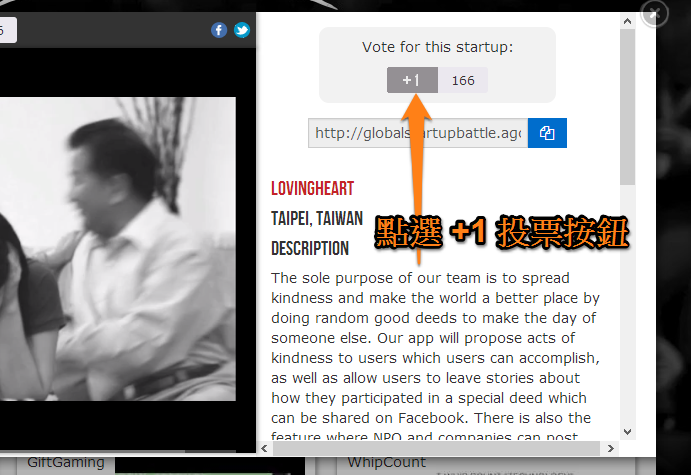 Vote for this startup:
+1 166
http://globalstartupbattle.ago
LOVINGHEART
TAIPEI, TAIWAN
點選 +1 投票按鈕
DESCRIPTION
The sole purpose of our team is to spread
kindness and make the world a better place by
doing random good deeds to make the day of
someone else. Our app will propose acts of
kindness to users which users can accomplish,
as well as allow users to leave stories about
how they participated in a special deed which
can be shared on Facebook. There is also the
feature where NPO and companies can post
GiftGaming
WhipCount